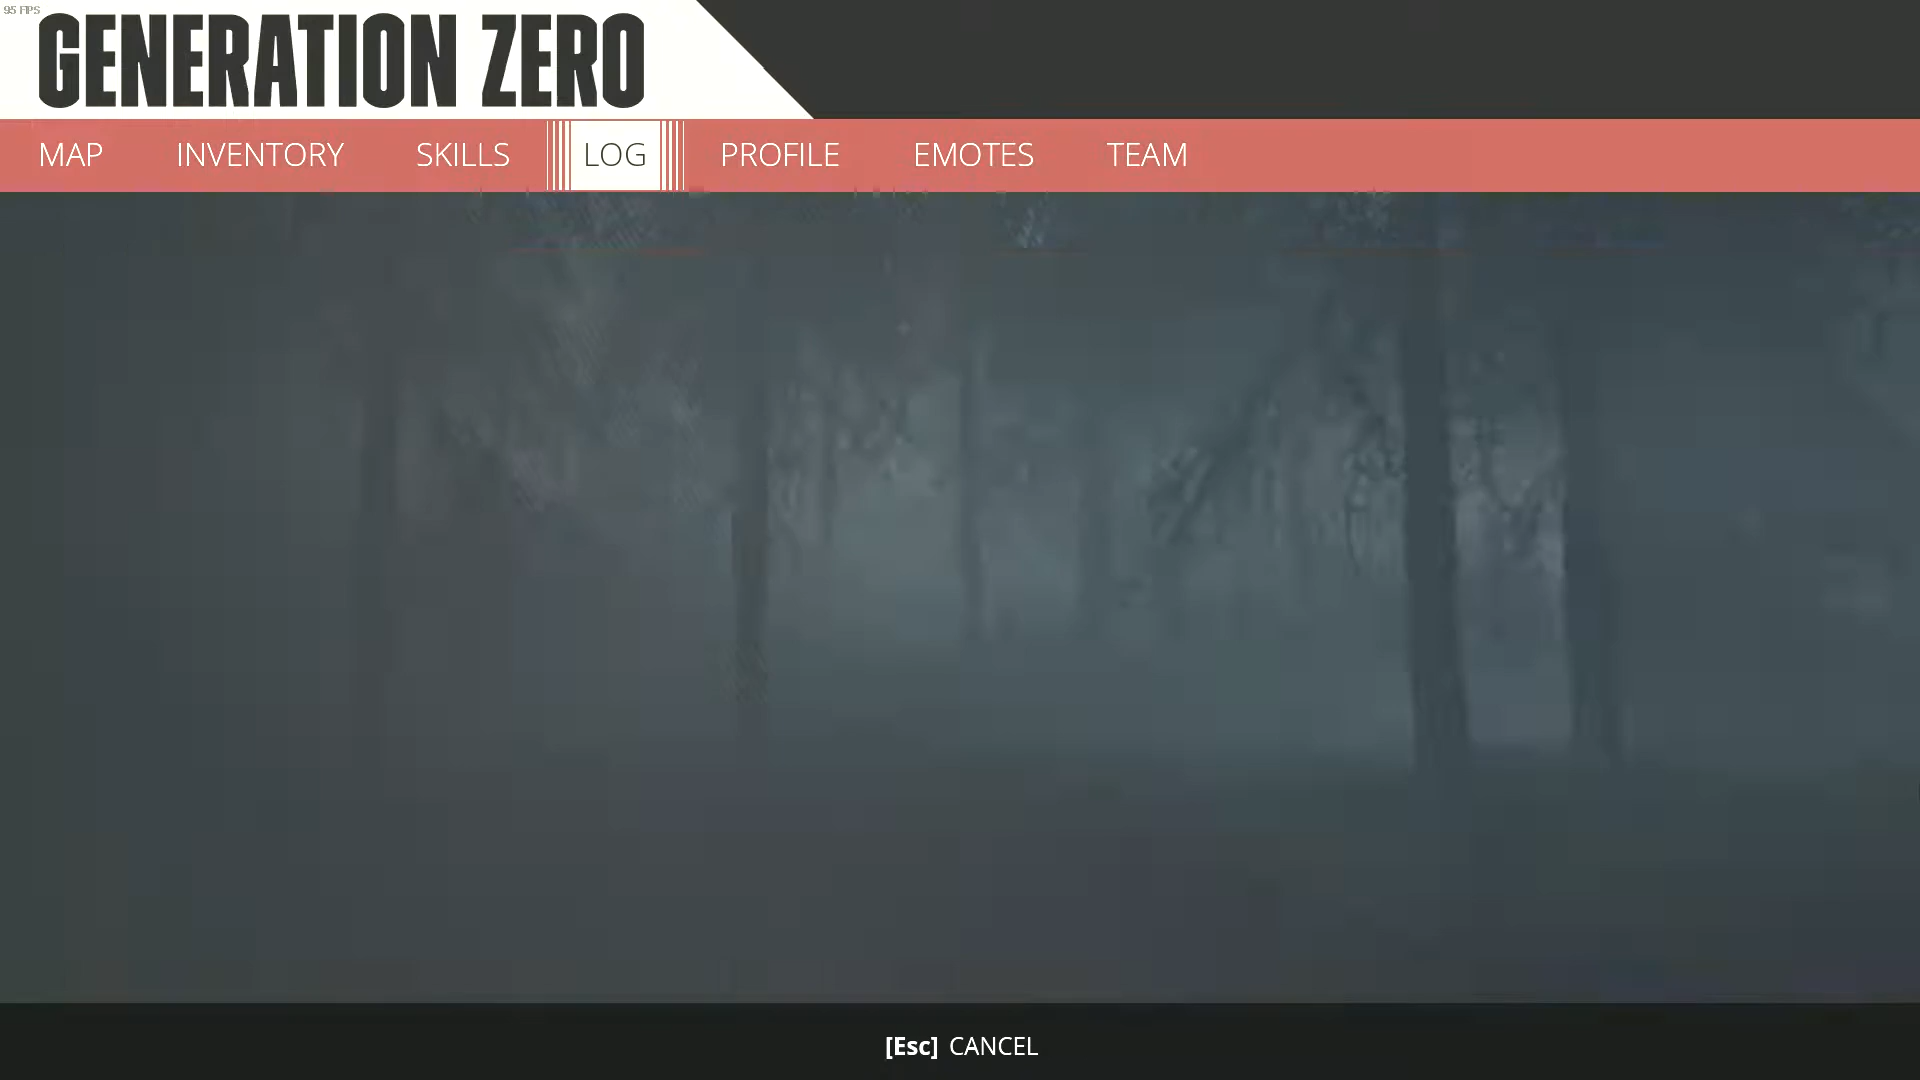 95 FPS
GENERATION ZERO
MAP INVENTORY SKILLS LOG PROFILE EMOTES TEAM
[Esc] CANCEL